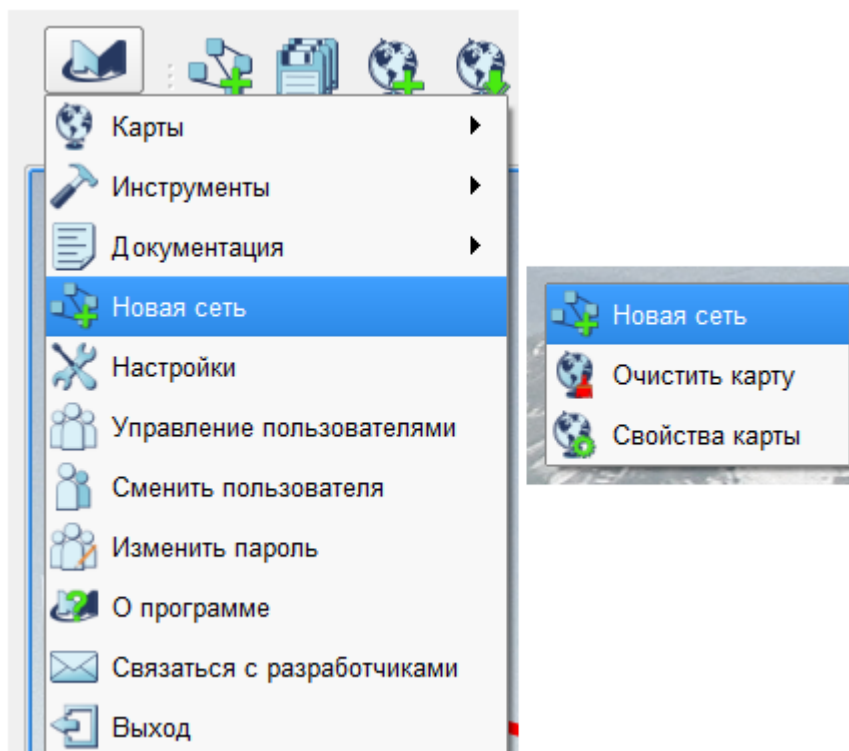 Карты
Инструменты
Документация
Новая сеть
Настройки
Управление пользователями
Сменить пользователя
Изменить пароль
О программе
Связаться с разработчиками
Выход
Новая сеть
Очистить карту
Свойства карты